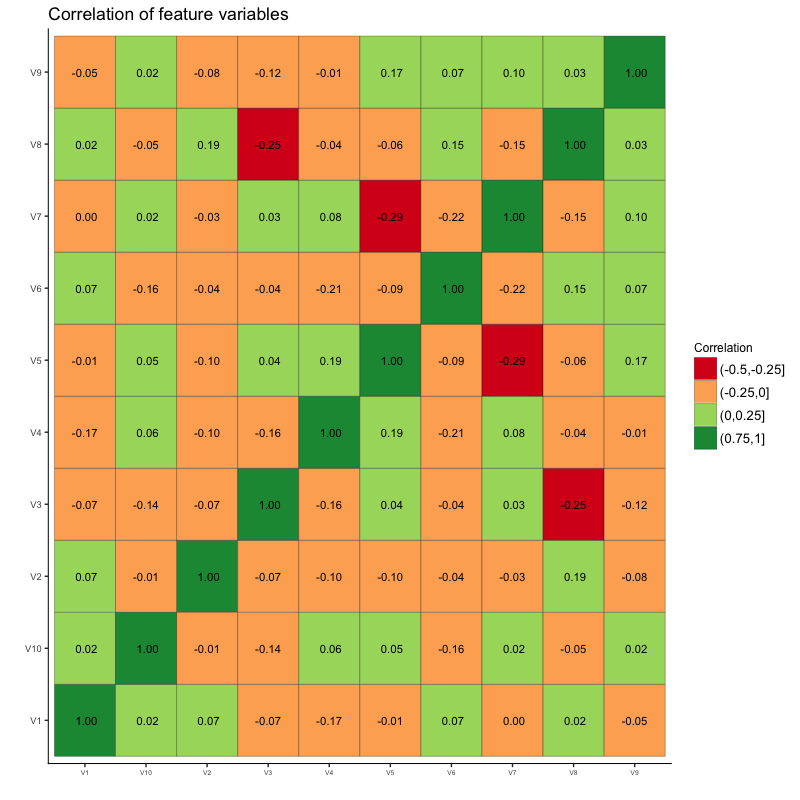 Correlation of feature variables
V9 -0.05 0.02 -0.08 -0.12 -0.01 0.17 0.07 0.10 0.03 1.00
V8 0.02 -0.05 0.19 -0.25 -0.04 -0.06 0.15 -0.15 1.00 0.03
V7 0.00 0.02 -0.03 0.03 0.08 -0.29 -0.22 1.00 -0.15 0.10
V6 0.07 -0.16 -0.04 -0.04 -0.21 -0.09 1.00 -0.22 0.15 0.07
V5 -0.01 0.05 -0.10 0.04 0.19 1.00 -0.09 -0.29 -0.06 0.17
V4 -0.17 0.06 -0.10 -0.16 1.00 0.19 -0.21 0.08 -0.04 -0.01
V3 -0.07 -0.14 -0.07 1.00 -0.16 0.04 -0.04 0.03 -0.25 -0.12
V2 0.07 -0.01 1.00 -0.07 -0.10 -0.10 -0.04 -0.03 0.19 -0.08
V10 0.02 1.00 -0.01 -0.14 0.06 0.05 -0.16 0.02 -0.05 0.02
V1 1.00 0.02 0.07 -0.07 -0.17 -0.01 0.07 0.00 0.02 -0.05
V1 V10 V2 V3 V4 V5 V6 V7 V8 V9
Correlation
(-0.5,-0.25]
(-0.25,0]
(0,0.25]
(0.75,1]